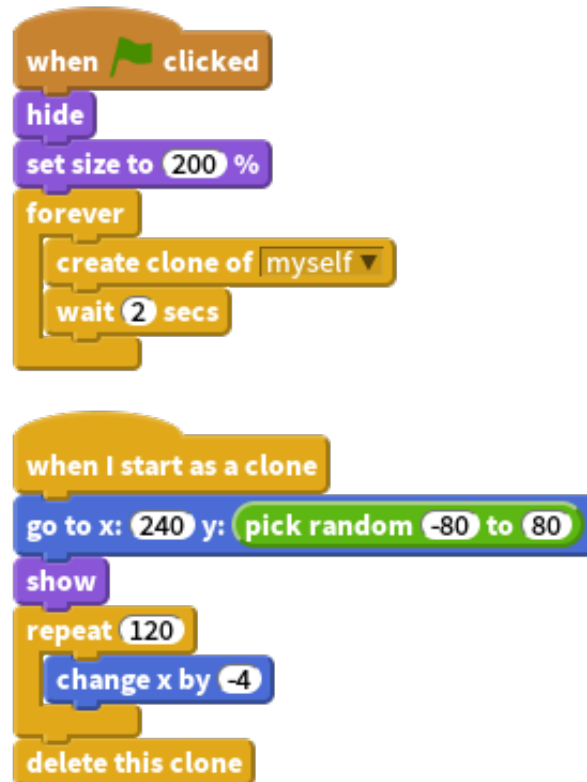 when clicked
hide
set size to 200 %
forever
create clone of myself
wait 2 secs
when I start as a clone
go to x: 240 y: pick random -80 to 80
show
repeat 120
change x by -4
delete this clone